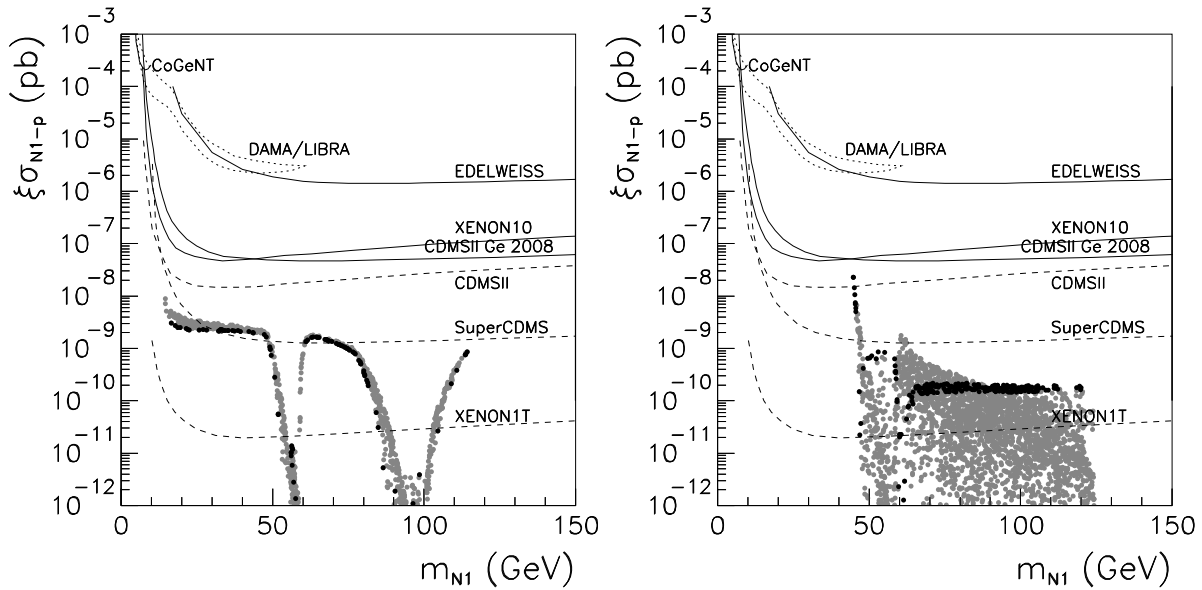 10⁻³
10⁻⁴
10⁻⁵
10⁻⁶
10⁻⁷
10⁻⁸
10⁻⁹
10⁻¹⁰
10⁻¹¹
10⁻¹²
ξσN1-p (pb)
CoGeNT
DAMA/LIBRA
EDELWEISS
XENON10
CDMSII Ge 2008
CDMSII
SuperCDMS
XENON1T
0 50 100 150
mN1 (GeV)
10⁻³
10⁻⁴
10⁻⁵
10⁻⁶
10⁻⁷
10⁻⁸
10⁻⁹
10⁻¹⁰
10⁻¹¹
10⁻¹²
ξσN1-p (pb)
CoGeNT
DAMA/LIBRA
EDELWEISS
XENON10
CDMSII Ge 2008
CDMSII
SuperCDMS
XENON1T
0 50 100 150
mN1 (GeV)